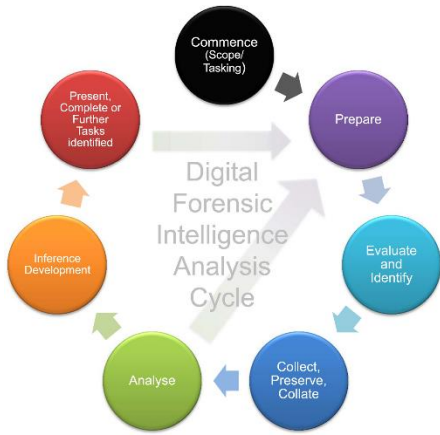 Commence
(Scope/
Tasking)
Prepare
Evaluate
and
Identify
Collect,
Preserve,
Collate
Analyse
Inference
Development
Present,
Complete or
Further
Tasks
identified
Digital
Forensic
Intelligence
Analysis
Cycle